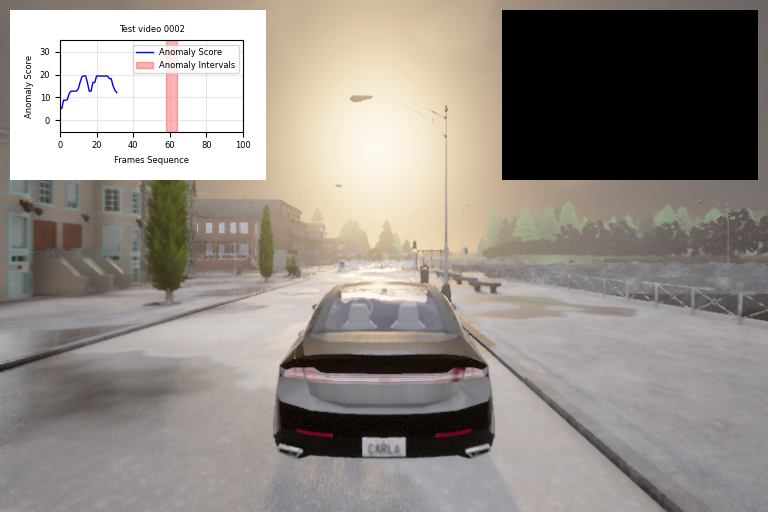 Test video 0002
Anomaly Score
30
20
10
0
Anomaly Score
Anomaly Intervals
0 20 40 60 80 100
Frames Sequence
CARLA